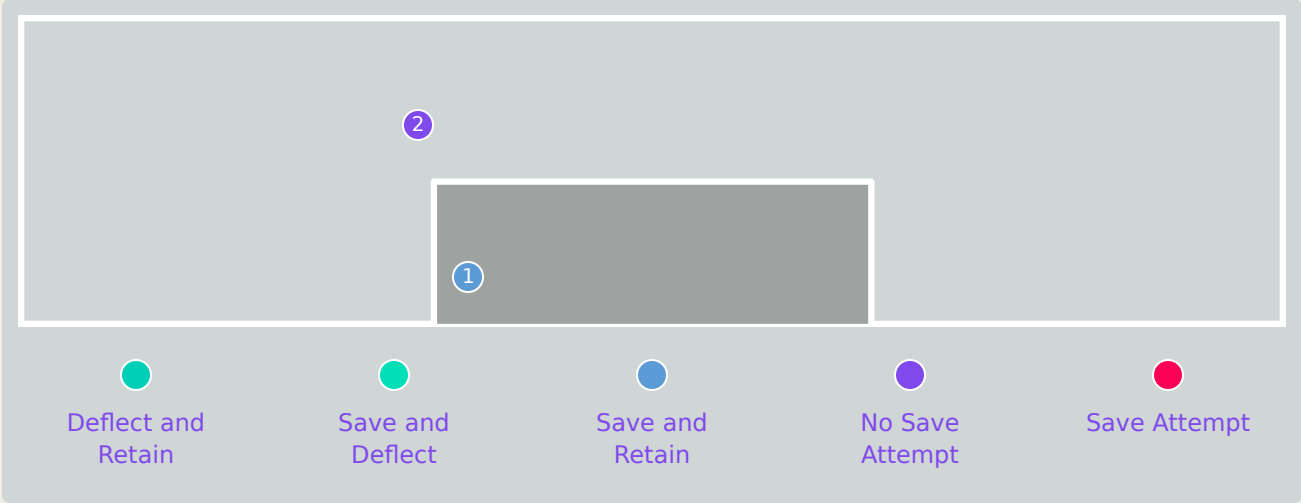 2
1
Deflect and
Retain
Save and
Deflect
Save and
Retain
No Save
Attempt
Save Attempt